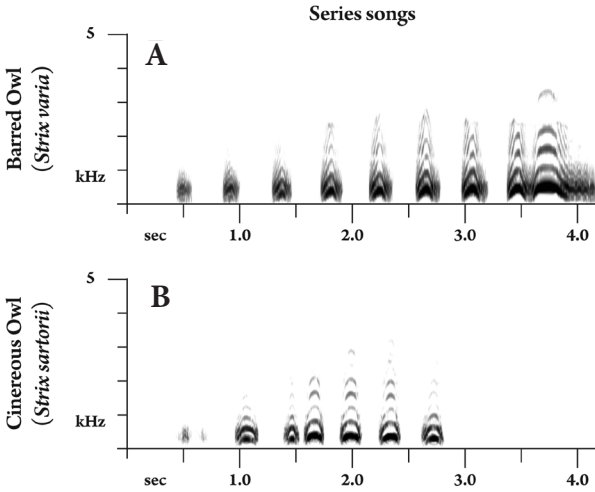 Series songs
Barred Owl
(Strix varia)
5
A
kHz
sec 1.0 2.0 3.0 4.0
Cinereous Owl
(Strix sartorii)
5
B
kHz
sec 1.0 2.0 3.0 4.0